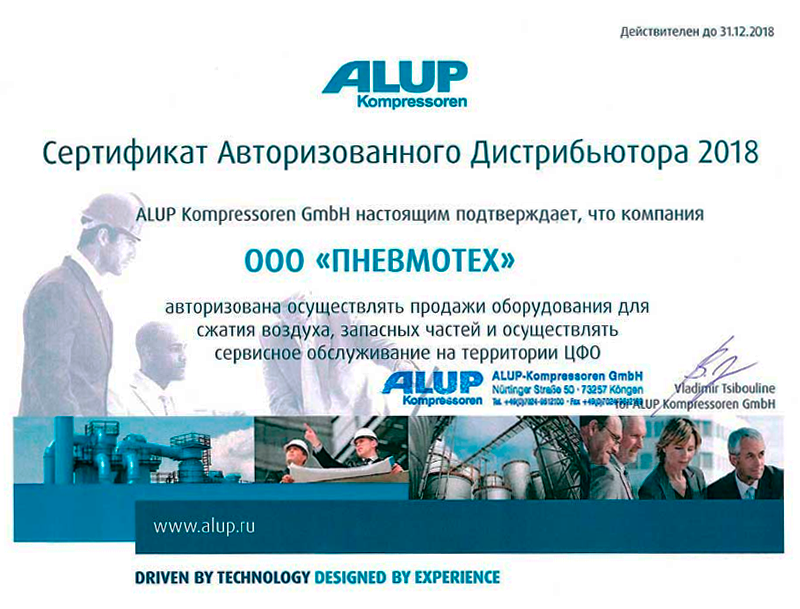 Действителен до 31.12.2018
ALUP
Kompressoren
Сертификат Авторизованного Дистрибьютора 2018
ALUP Kompressoren GmbH настоящим подтверждает, что компания
ООО «ПНЕВМОТЕХ»
авторизована осуществлять продажи оборудования для
сжатия воздуха, запасных частей и осуществлять
сервисное обслуживание на территории ЦФО
ALUP
Kompressoren
ALUP-Kompressoren GmbH
Nürtinger Straße 50 · 73257 Köngen
Vladimir Tsibouline
for ALUP Kompressoren GmbH
www.alup.ru
DRIVEN BY TECHNOLOGY DESIGNED BY EXPERIENCE